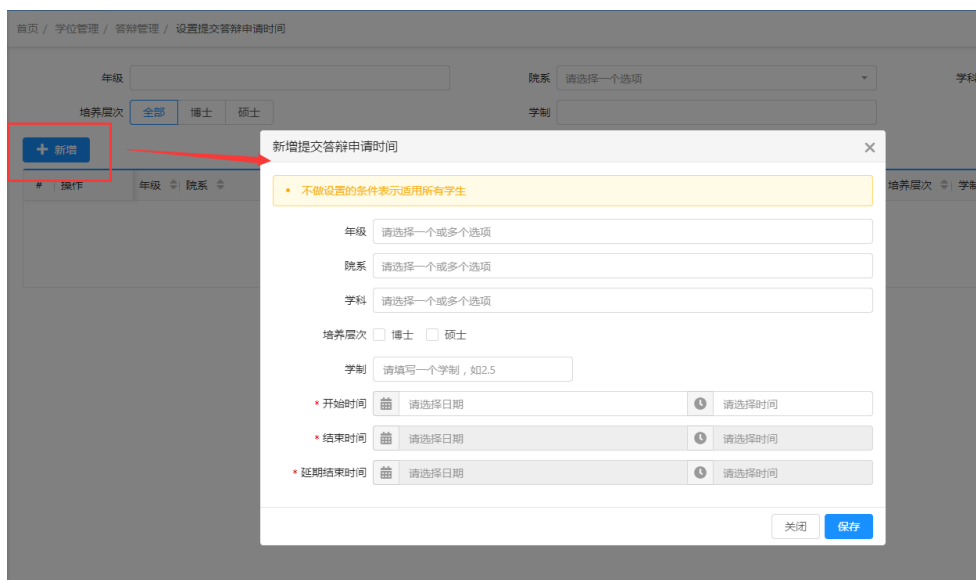 首页 / 学位管理 / 答辩管理 / 设置提交答辩申请时间
年级
院系 请选择一个选项
学科
培养层次 全部 博士 硕士
学制
新增
# 操作 年级 院系 培养层次 学制
新增提交答辩申请时间
不做设置的条件表示适用所有学生
年级 请选择一个或多个选项
院系 请选择一个或多个选项
学科 请选择一个或多个选项
培养层次 博士 硕士
学制 请填写一个学制，如2.5
* 开始时间 请选择日期 请选择时间
* 结束时间 请选择日期 请选择时间
* 延期结束时间 请选择日期 请选择时间
关闭 保存